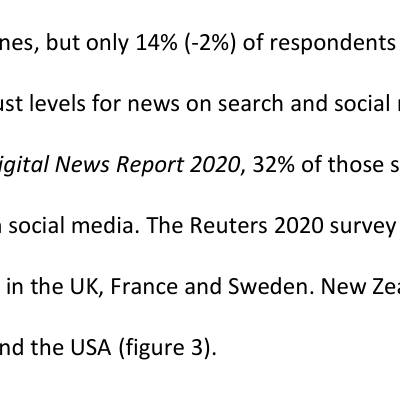 nes, but only 14% (-2%) of respondents
ust levels for news on search and social
igital News Report 2020, 32% of those s
social media. The Reuters 2020 survey
in the UK, France and Sweden. New Zea
nd the USA (figure 3).